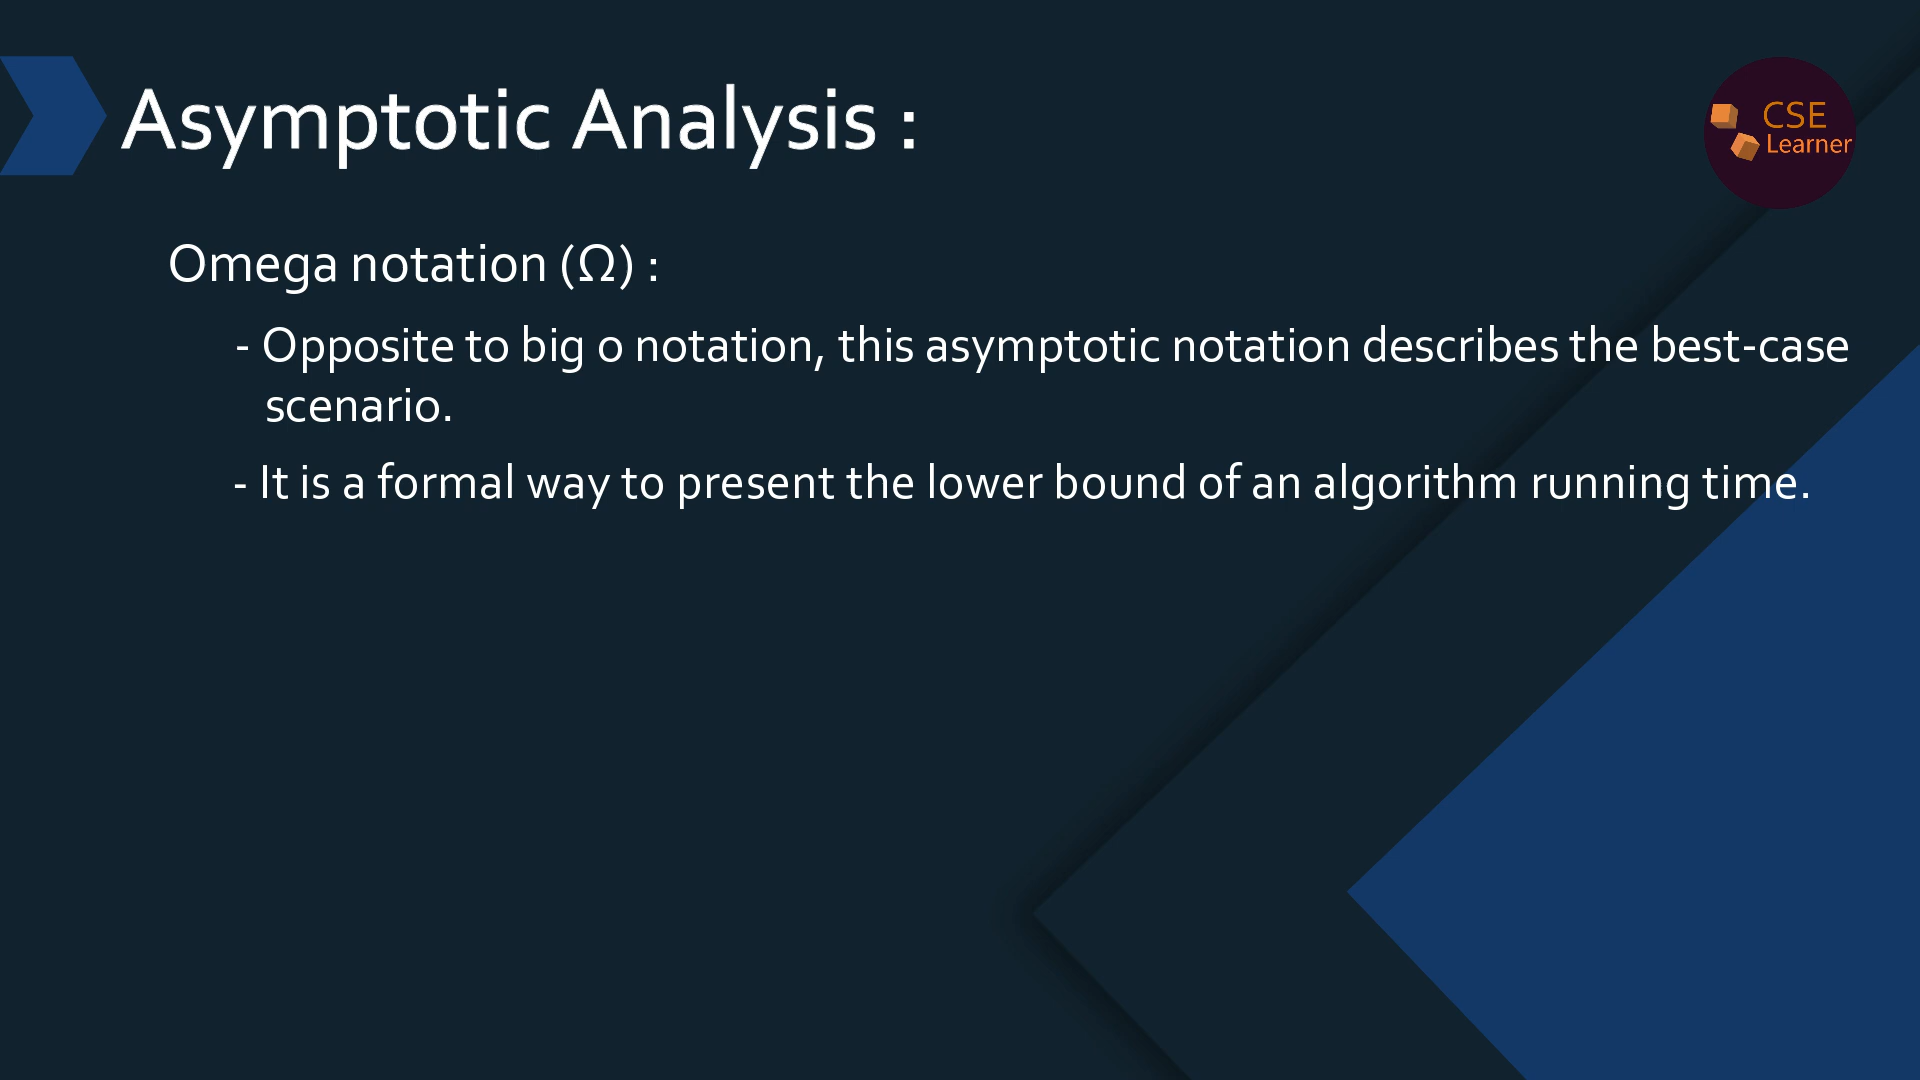 Asymptotic Analysis :
CSE
Learner
Omega notation (Ω) :
- Opposite to big o notation, this asymptotic notation describes the best-case
scenario.
- It is a formal way to present the lower bound of an algorithm running time.